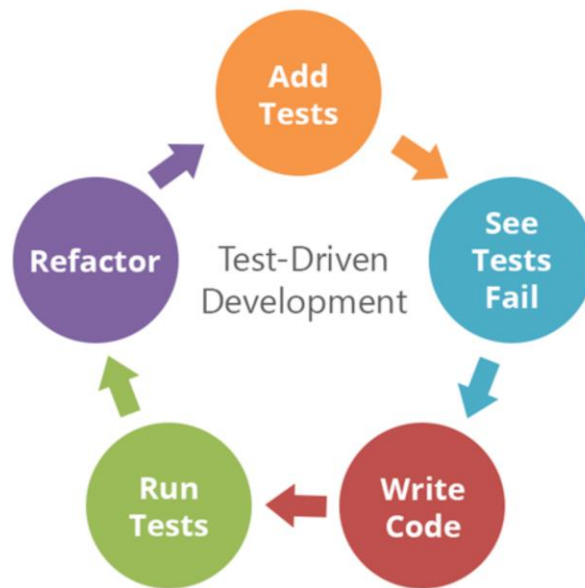 Add
Tests
See
Tests
Fail
Write
Code
Run
Tests
Refactor
Test-Driven
Development